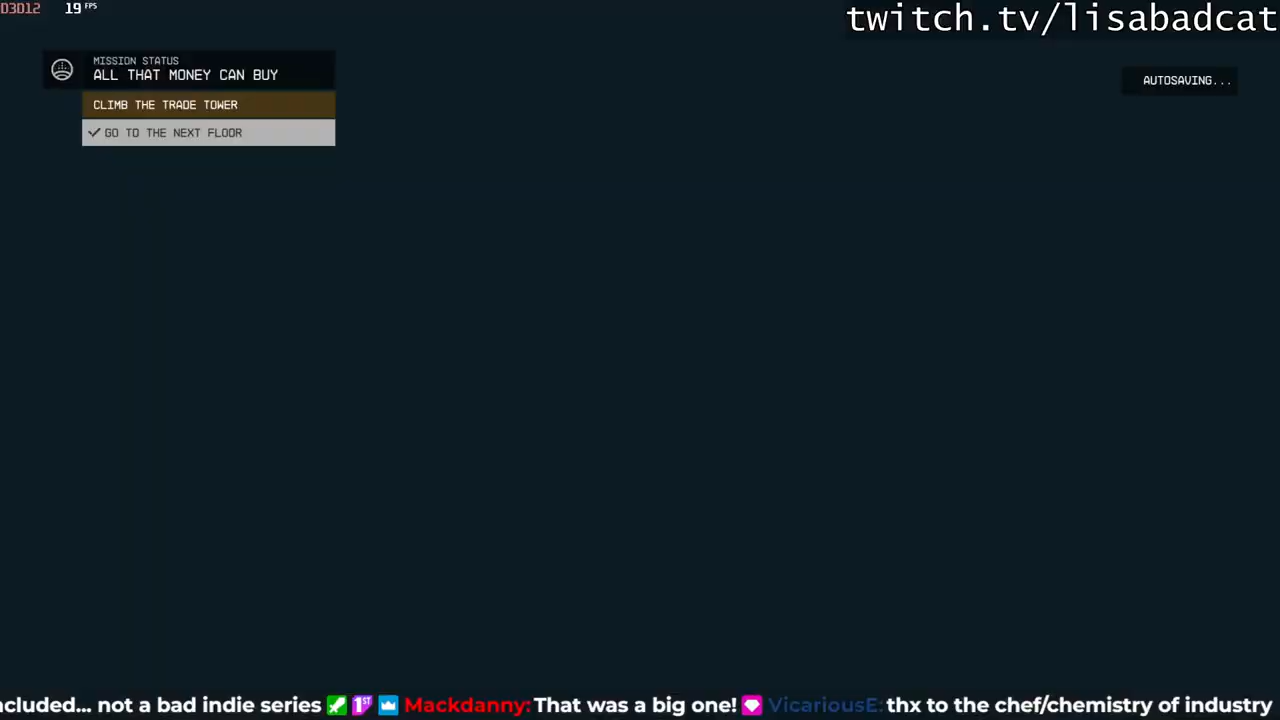 D3D12 19 FPS
twitch.tv/lisabadcat
MISSION STATUS
ALL THAT MONEY CAN BUY
AUTOSAVING...
CLIMB THE TRADE TOWER
GO TO THE NEXT FLOOR
ncluded... not a bad indie series 1ST Mackdanny: That was a big one! VicariousE: thx to the chef/chemistry of industry